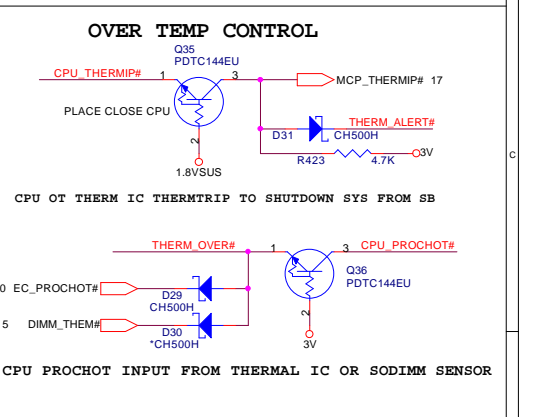 OVER TEMP CONTROL
Q35
PDTC144EU
CPU_THERMIP# 1 3 MCP_THERMIP# 17
PLACE CLOSE CPU
THERM_ALERT#
D31 CH500H
2
R423 4.7K 3V
1.8VSUS
C
CPU OT THERM IC THERMTRIP TO SHUTDOWN SYS FROM SB
THERM_OVER# 1 3 CPU_PROCHOT#
Q36
PDTC144EU
0 EC_PROCHOT#
D29
CH500H
2
5 DIMM_THEM#
D30
*CH500H
3V
CPU PROCHOT INPUT FROM THERMAL IC OR SODIMM SENSOR